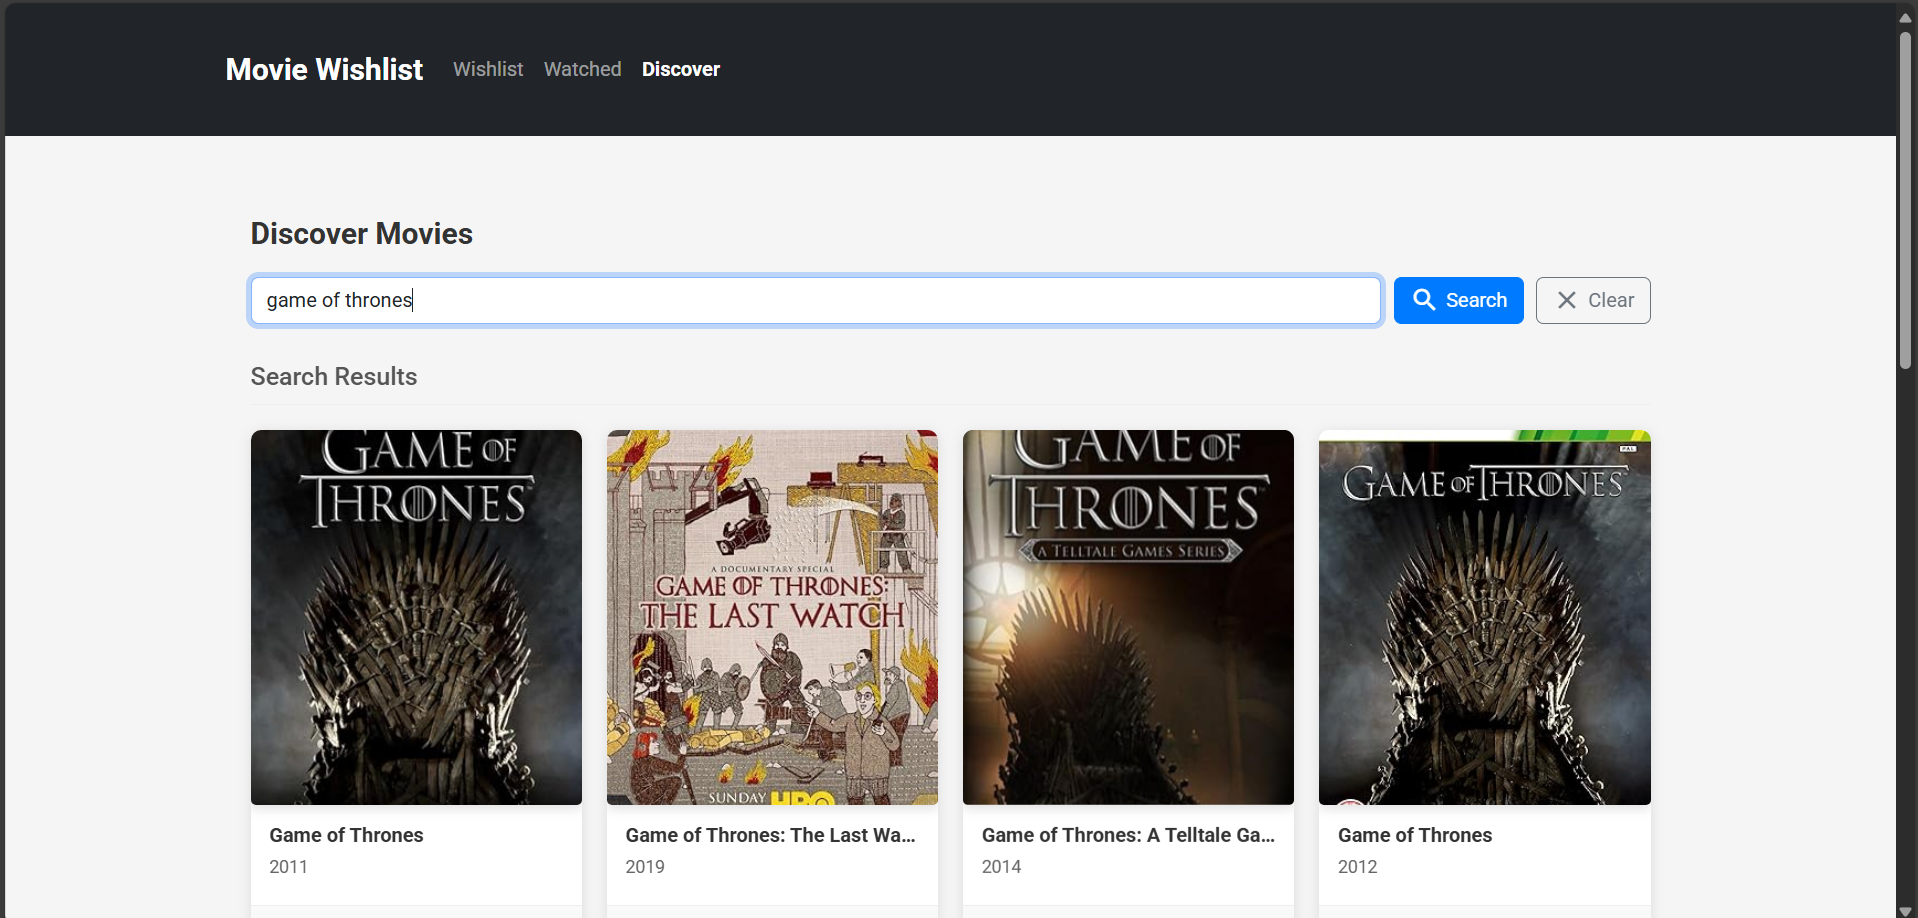 Movie Wishlist Wishlist Watched Discover
Discover Movies
game of thrones
Search
Clear
Search Results
GAME OF
THRONES
A DOCUMENTARY SPECIAL
GAME OF THRONES:
THE LAST WATCH
SUNDAY HBO
GAME OF
THRONES
A TELLTALE GAMES SERIES
PAL
GAME OF THRONES
Game of Thrones
2011
Game of Thrones: The Last Wa...
2019
Game of Thrones: A Telltale Ga...
2014
Game of Thrones
2012